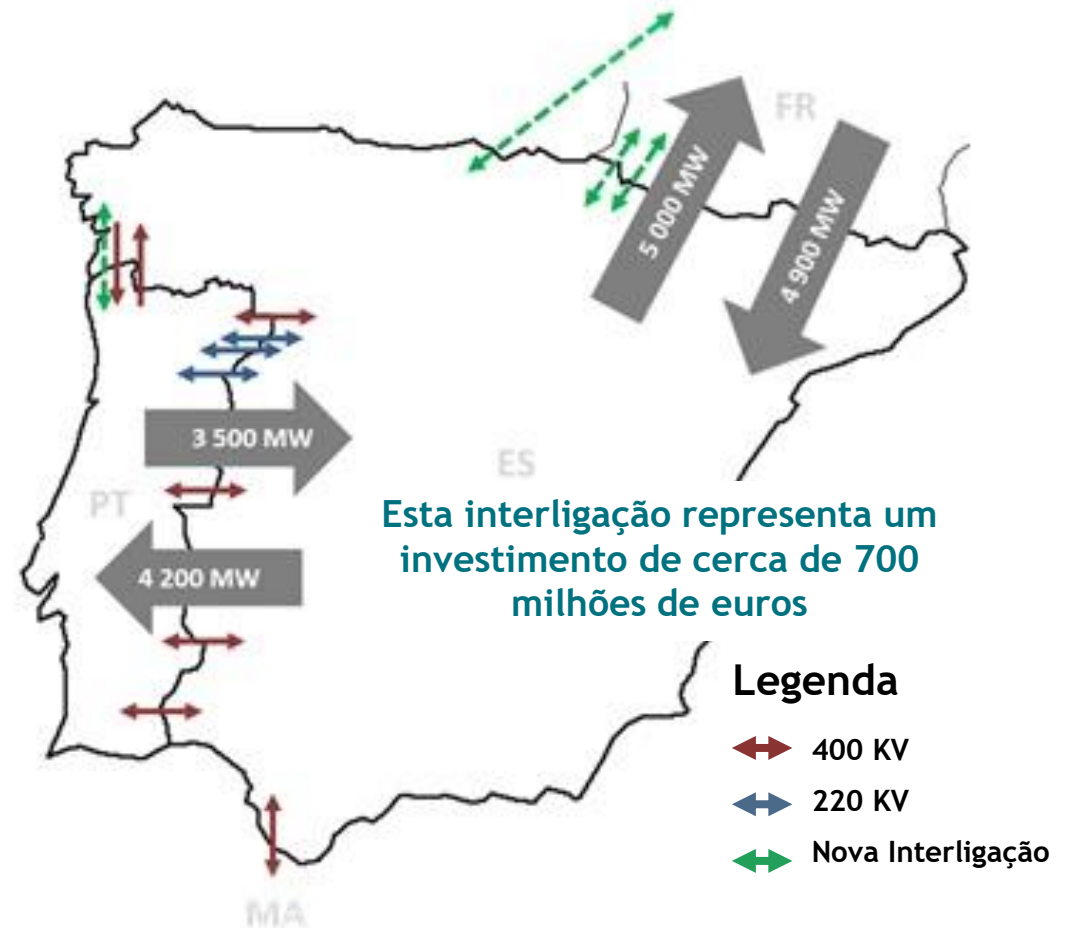 FR
5 000 MW
4 900 MW
3 500 MW
ES
PT
Esta interligação representa um
investimento de cerca de 700
milhões de euros
4 200 MW
Legenda
400 KV
220 KV
Nova Interligação
MA